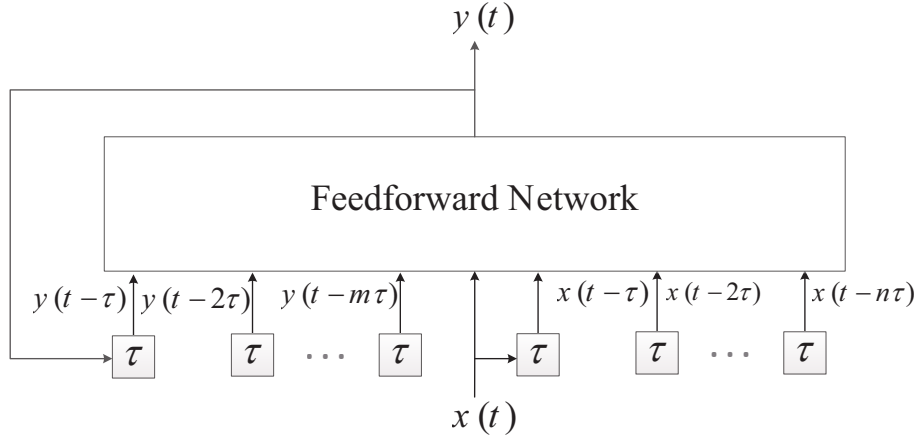 y(t)
Feedforward Network
y(t − τ) y(t − 2τ) y(t − mτ) x(t − τ) x(t − 2τ) x(t − nτ)
τ τ ... τ τ τ ... τ
x(t)